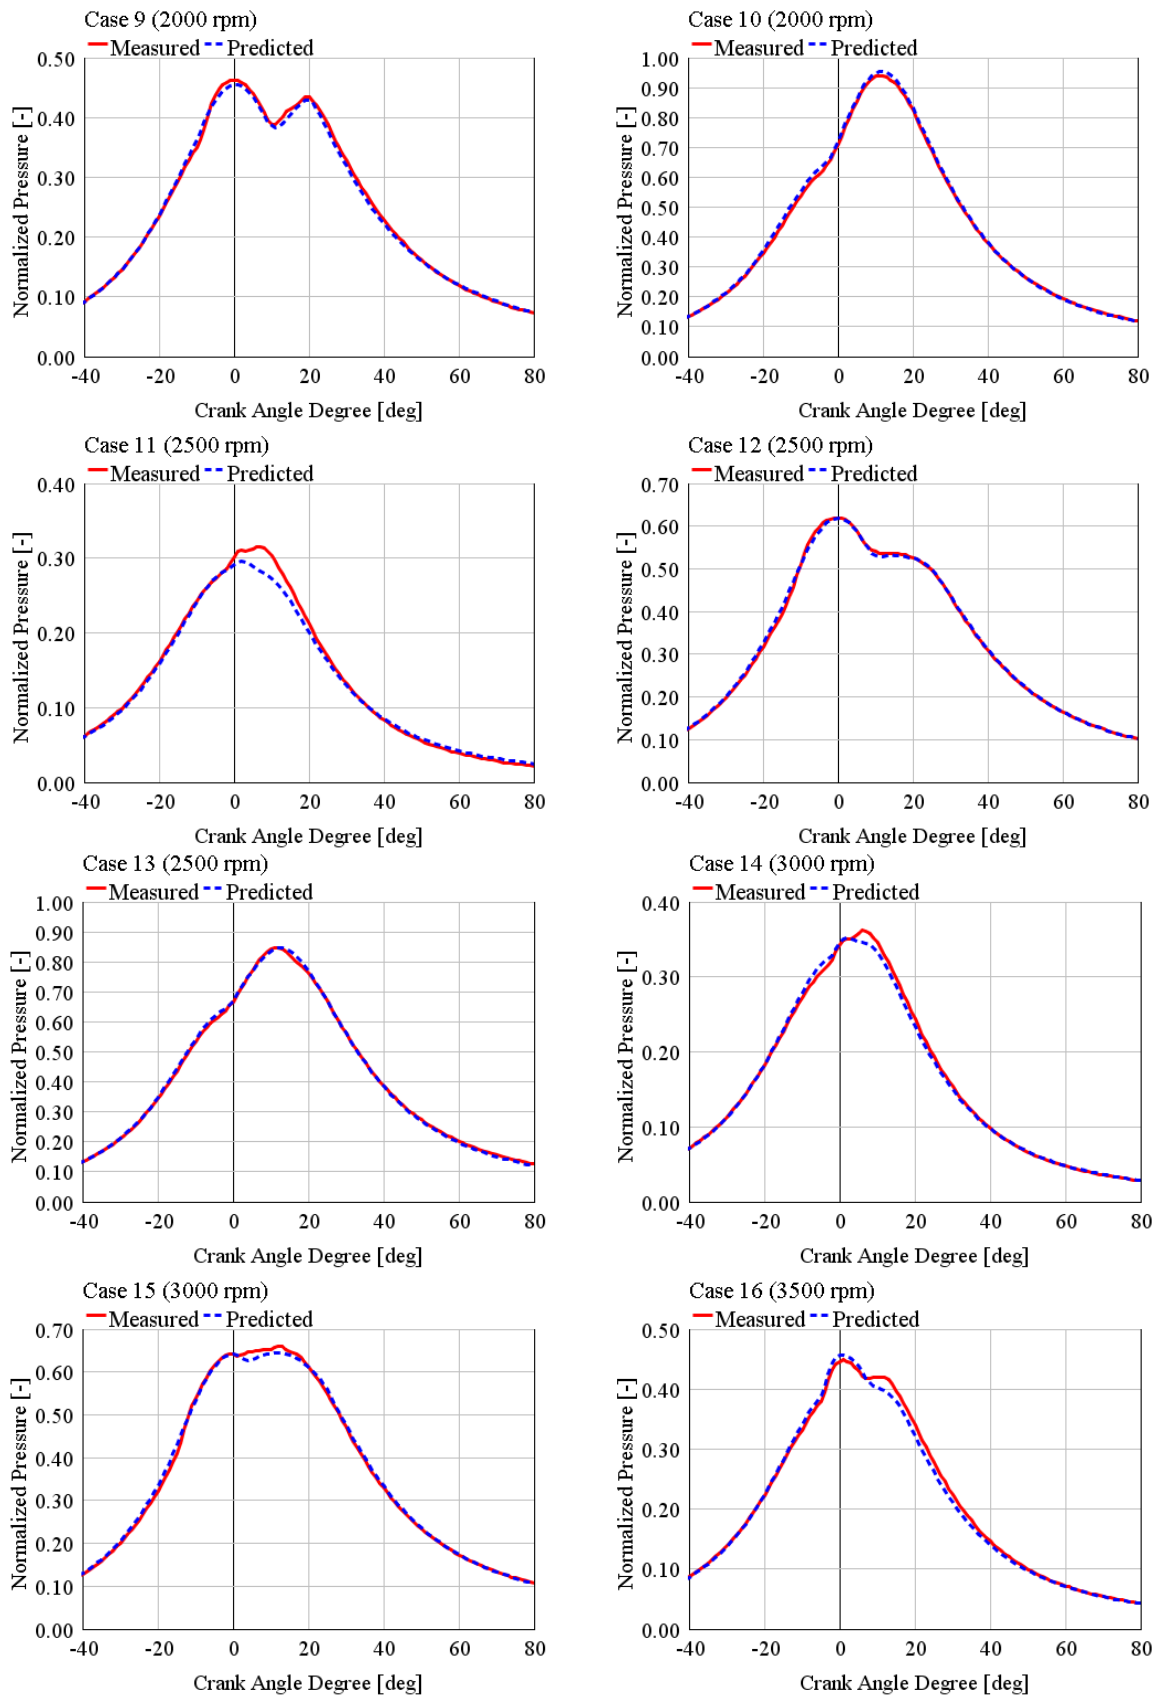 Case 9 (2000 rpm)
Measured Predicted
Normalized Pressure [-]
0.50
0.40
0.30
0.20
0.10
0.00
-40 -20 0 20 40 60 80
Crank Angle Degree [deg]
Case 10 (2000 rpm)
Measured Predicted
Normalized Pressure [-]
1.00
0.90
0.80
0.70
0.60
0.50
0.40
0.30
0.20
0.10
0.00
-40 -20 0 20 40 60 80
Crank Angle Degree [deg]
Case 11 (2500 rpm)
Measured Predicted
Normalized Pressure [-]
0.40
0.30
0.20
0.10
0.00
-40 -20 0 20 40 60 80
Crank Angle Degree [deg]
Case 12 (2500 rpm)
Measured Predicted
Normalized Pressure [-]
0.70
0.60
0.50
0.40
0.30
0.20
0.10
0.00
-40 -20 0 20 40 60 80
Crank Angle Degree [deg]
Case 13 (2500 rpm)
Measured Predicted
Normalized Pressure [-]
1.00
0.90
0.80
0.70
0.60
0.50
0.40
0.30
0.20
0.10
0.00
-40 -20 0 20 40 60 80
Crank Angle Degree [deg]
Case 14 (3000 rpm)
Measured Predicted
Normalized Pressure [-]
0.40
0.30
0.20
0.10
0.00
-40 -20 0 20 40 60 80
Crank Angle Degree [deg]
Case 15 (3000 rpm)
Measured Predicted
Normalized Pressure [-]
0.70
0.60
0.50
0.40
0.30
0.20
0.10
0.00
-40 -20 0 20 40 60 80
Crank Angle Degree [deg]
Case 16 (3500 rpm)
Measured Predicted
Normalized Pressure [-]
0.50
0.40
0.30
0.20
0.10
0.00
-40 -20 0 20 40 60 80
Crank Angle Degree [deg]